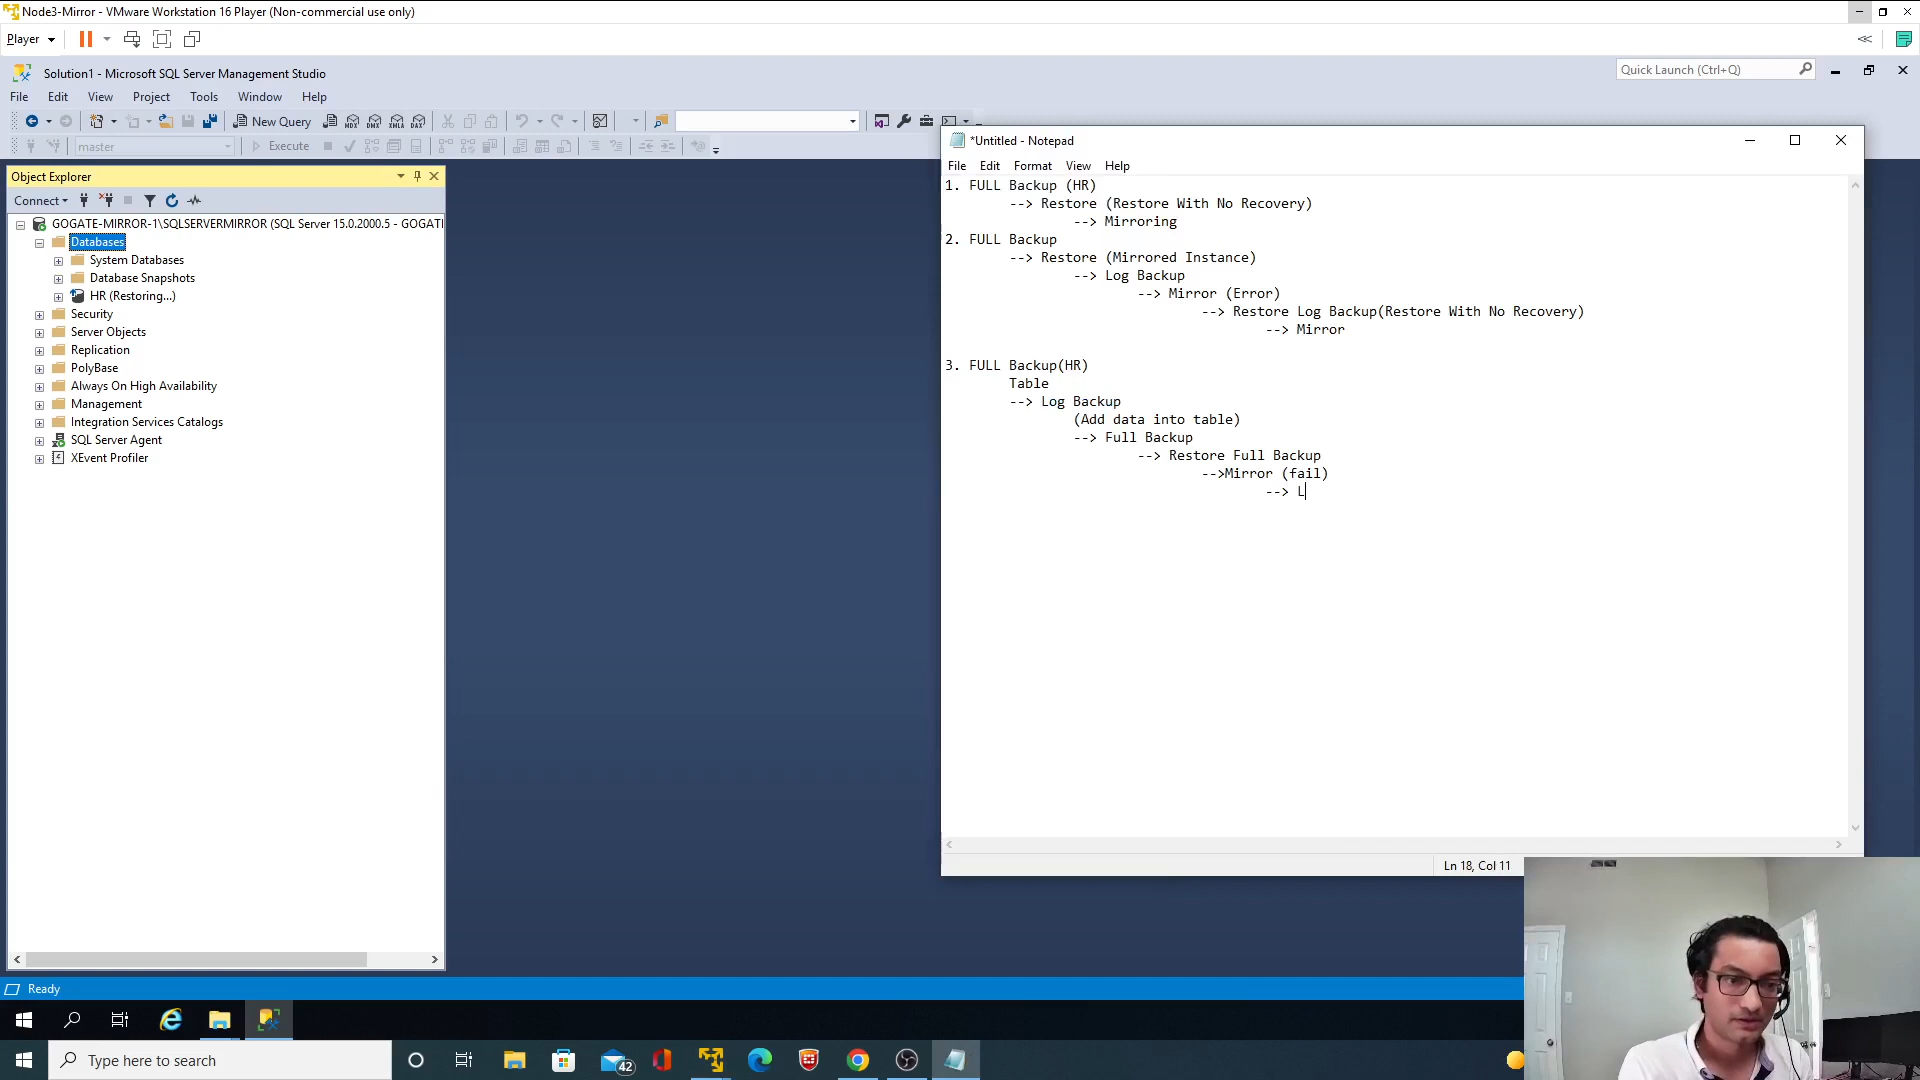 Node3-Mirror - VMware Workstation 16 Player (Non-commercial use only)
Player
Solution1 - Microsoft SQL Server Management Studio
Quick Launch (Ctrl+Q)
File Edit View Project Tools Window Help
New Query
MDX DMX XMLA DAX
master
Execute
Object Explorer
Connect
GOGATE-MIRROR-1\SQLSERVERMIRROR (SQL Server 15.0.2000.5 - GOGATI
Databases
System Databases
Database Snapshots
HR (Restoring...)
Security
Server Objects
Replication
PolyBase
Always On High Availability
Management
Integration Services Catalogs
SQL Server Agent
XEvent Profiler
*Untitled - Notepad
File Edit Format View Help
1. FULL Backup (HR)
--> Restore (Restore With No Recovery)
--> Mirroring
2. FULL Backup
--> Restore (Mirrored Instance)
--> Log Backup
--> Mirror (Error)
--> Restore Log Backup(Restore With No Recovery)
--> Mirror
3. FULL Backup(HR)
Table
--> Log Backup
(Add data into table)
--> Full Backup
--> Restore Full Backup
-->Mirror (fail)
--> L
Ln 18, Col 11
Ready
Type here to search
42